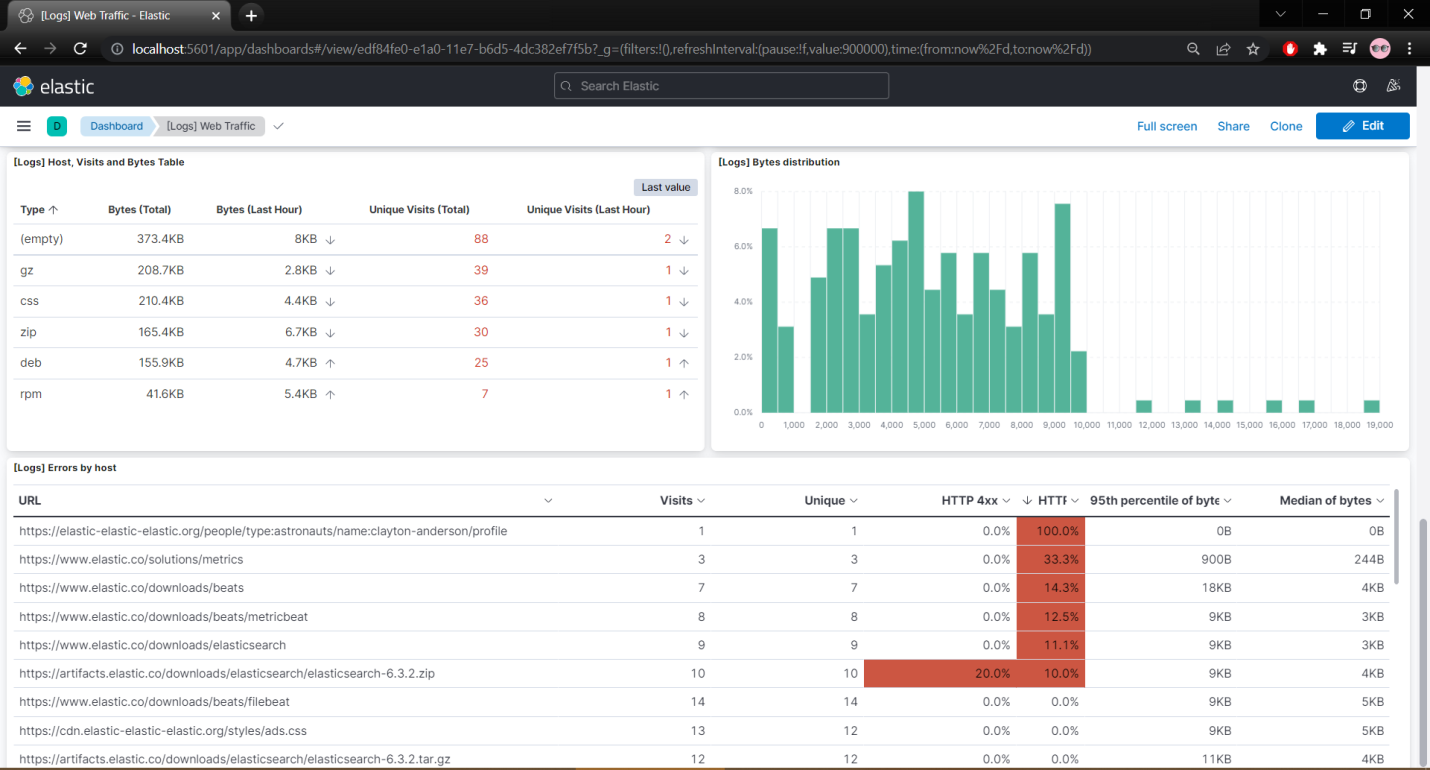 [Logs] Web Traffic - Elastic
localhost:5601/app/dashboards#/view/edf84fe0-e1a0-11e7-b6d5-4dc382ef7f5b?_g=(filters:!(),refreshInterval:(pause:!f,value:900000),time:(from:now%2Fd,to:now%2Fd))
elastic
Search Elastic
D Dashboard [Logs] Web Traffic
Full screen Share Clone Edit
[Logs] Host, Visits and Bytes Table
Last value
Type Bytes (Total) Bytes (Last Hour) Unique Visits (Total) Unique Visits (Last Hour)
(empty) 373.4KB 8KB 88 2
gz 208.7KB 2.8KB 39 1
css 210.4KB 4.4KB 36 1
zip 165.4KB 6.7KB 30 1
deb 155.9KB 4.7KB 25 1
rpm 41.6KB 5.4KB 7 1
[Logs] Bytes distribution
8.0%
6.0%
4.0%
2.0%
0.0%
0 1,000 2,000 3,000 4,000 5,000 6,000 7,000 8,000 9,000 10,000 11,000 12,000 13,000 14,000 15,000 16,000 17,000 18,000 19,000
[Logs] Errors by host
URL Visits Unique HTTP 4xx HTTF 95th percentile of byte Median of bytes
https://elastic-elastic-elastic.org/people/type:astronauts/name:clayton-anderson/profile 1 1 0.0% 100.0% 0B 0B
https://www.elastic.co/solutions/metrics 3 3 0.0% 33.3% 900B 244B
https://www.elastic.co/downloads/beats 7 7 0.0% 14.3% 18KB 4KB
https://www.elastic.co/downloads/beats/metricbeat 8 8 0.0% 12.5% 9KB 3KB
https://www.elastic.co/downloads/elasticsearch 9 9 0.0% 11.1% 9KB 3KB
https://artifacts.elastic.co/downloads/elasticsearch/elasticsearch-6.3.2.zip 10 10 20.0% 10.0% 9KB 4KB
https://www.elastic.co/downloads/beats/filebeat 14 14 0.0% 0.0% 9KB 5KB
https://cdn.elastic-elastic-elastic.org/styles/ads.css 13 12 0.0% 0.0% 9KB 5KB
https://artifacts.elastic.co/downloads/elasticsearch/elasticsearch-6.3.2.tar.gz 12 12 0.0% 0.0% 11KB 4KB